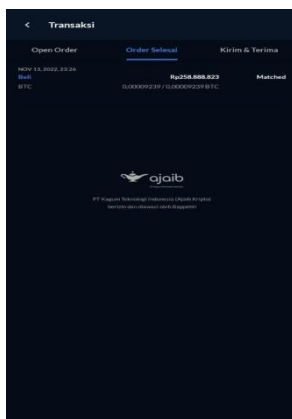 < Transaksi
Open Order Order Selesai Kirim & Terima
NOV 13, 2022, 23:26
Beli Rp258.888.823 Matched
BTC 0,00009239 / 0,00009239 BTC
ajaib
PT Kagum Teknologi Indonesia (Ajaib Kripto)
berizin dan diawasi oleh Bappebti